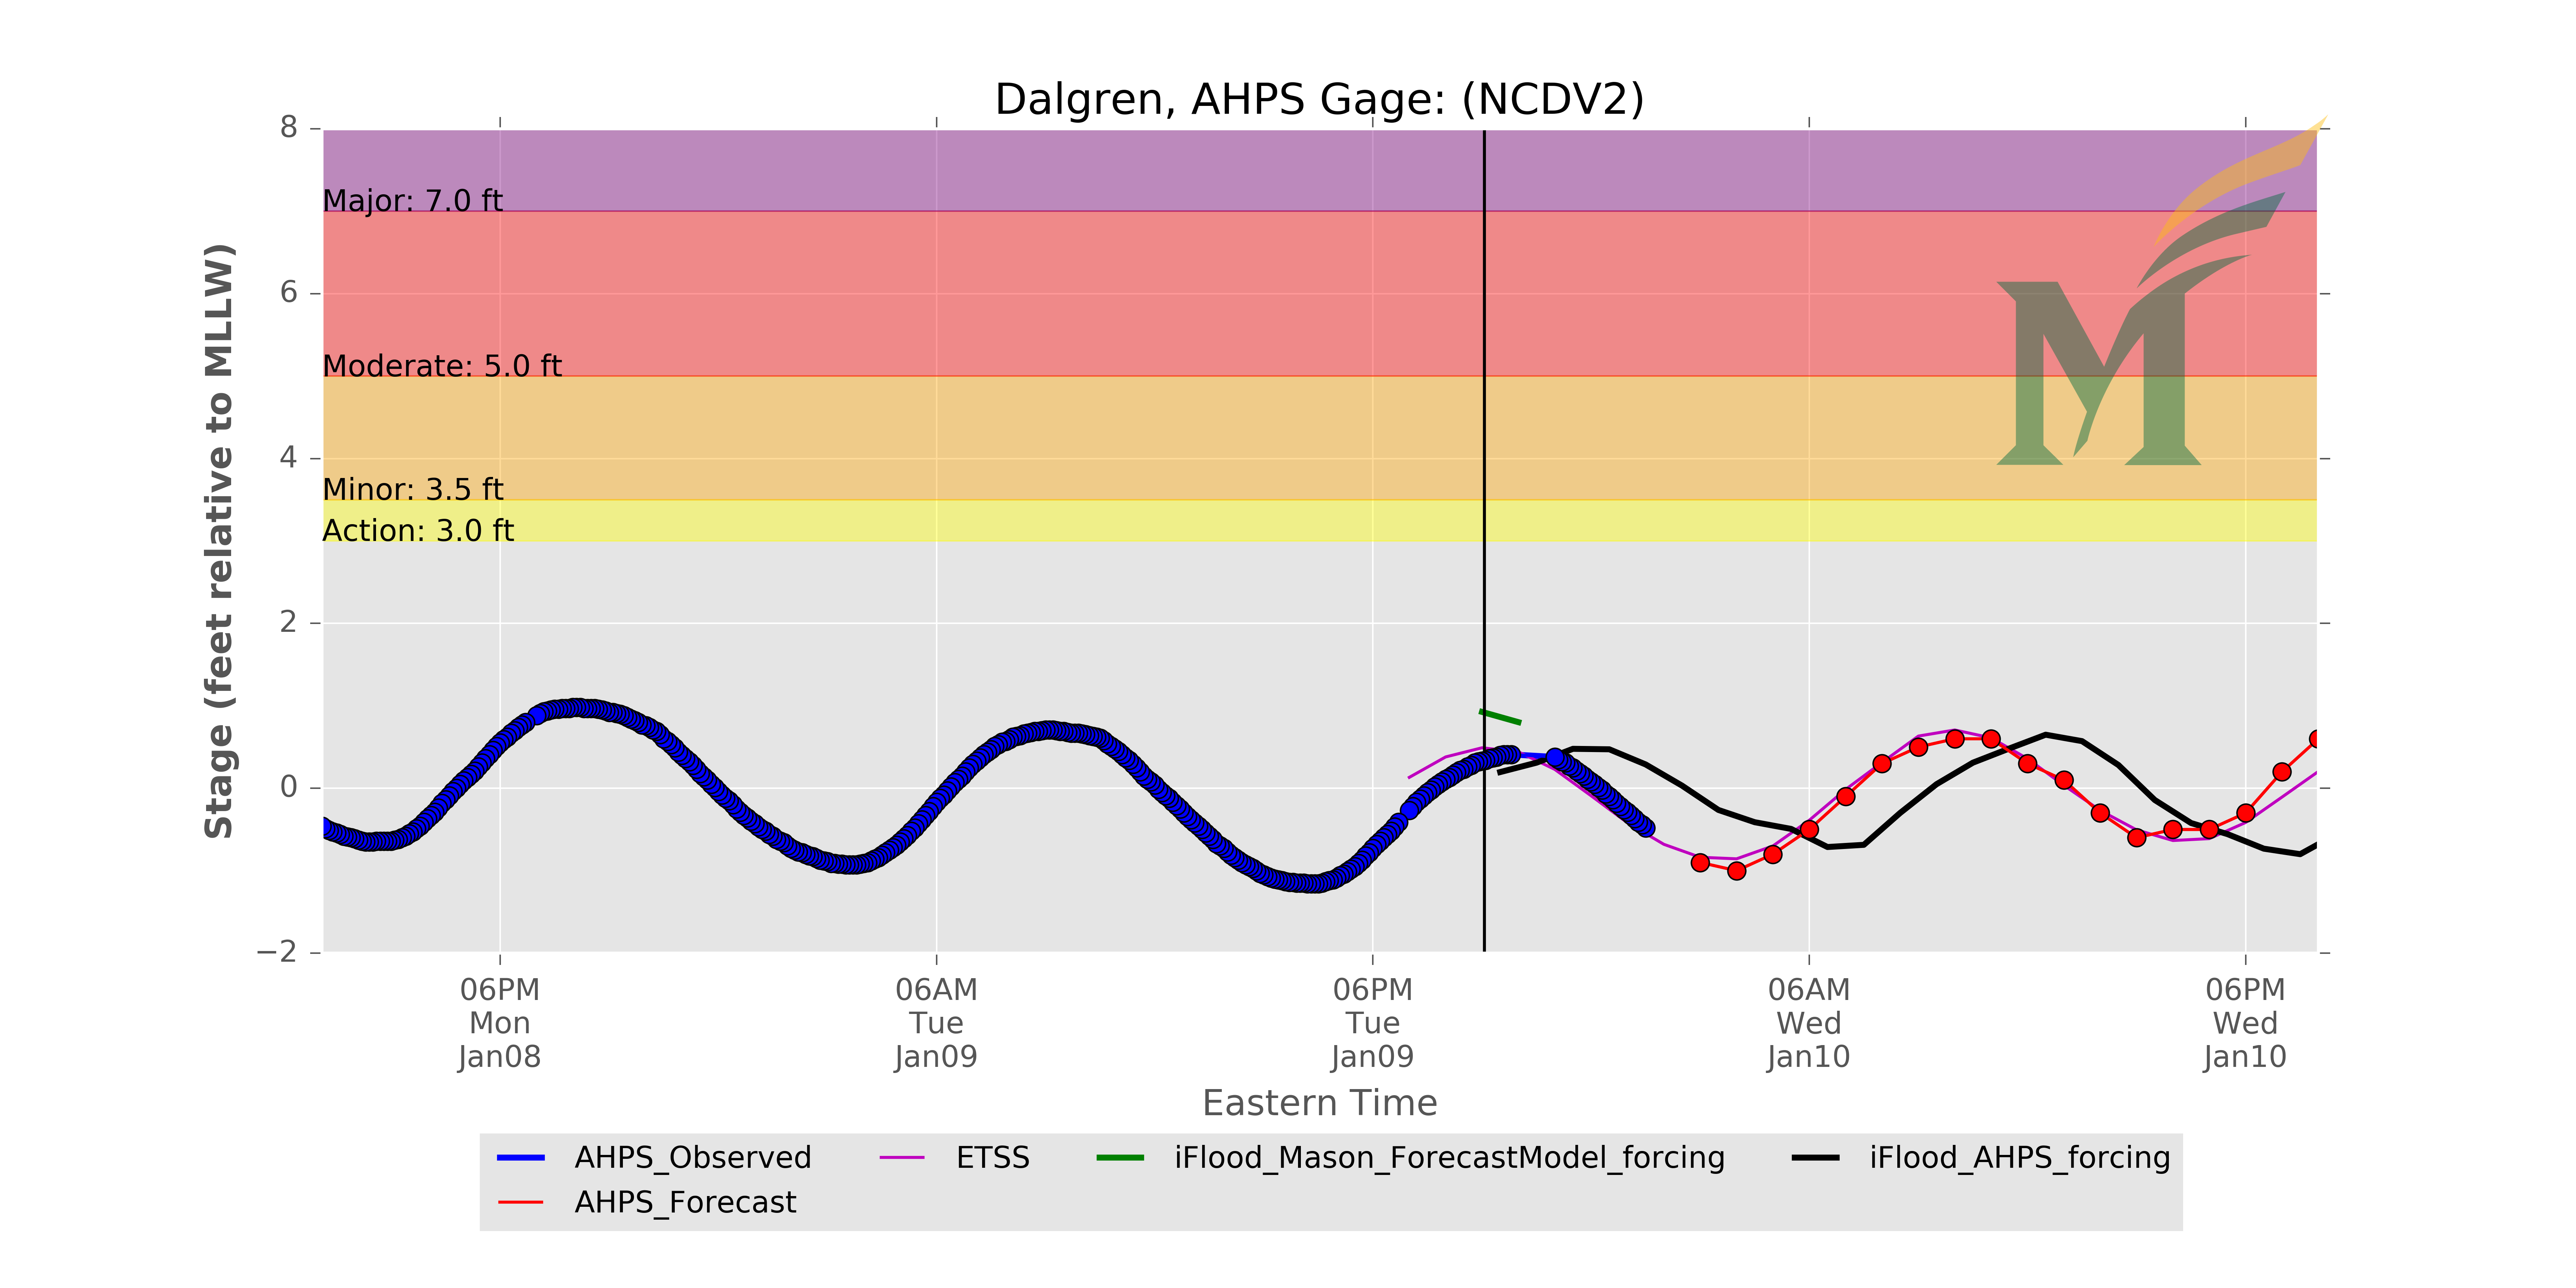 Dalgren, AHPS Gage: (NCDV2)
8
6
4
2
0
−2
Stage (feet relative to MLLW)
Major: 7.0 ft
Moderate: 5.0 ft
Minor: 3.5 ft
Action: 3.0 ft
M
06PM
Mon
Jan08
06AM
Tue
Jan09
06PM
Tue
Jan09
06AM
Wed
Jan10
06PM
Wed
Jan10
Eastern Time
AHPS_Observed
AHPS_Forecast
ETSS
iFlood_Mason_ForecastModel_forcing
iFlood_AHPS_forcing